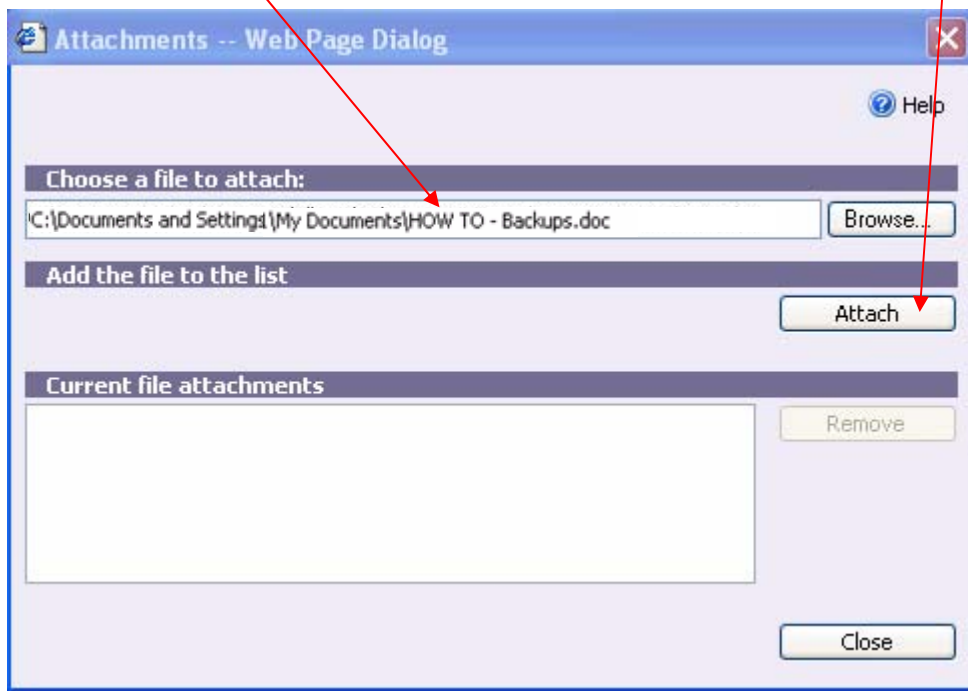 Attachments -- Web Page Dialog
Help
Choose a file to attach:
C:\Documents and Settings\My Documents\HOW TO - Backups.doc
Browse...
Add the file to the list
Attach
Current file attachments
Remove
Close